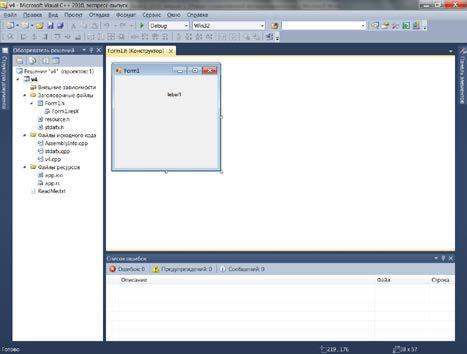 v4 - Microsoft Visual C++ 2010, экспресс-выпуск
Файл Правка Вид Проект Отладка Формат Сервис Окно Справка
Debug Win32
Структура документа
Обозреватель решений
Решение "v4" (проектов: 1)
v4
Внешние зависимости
Заголовочные файлы
Form1.h
Form1.resX
resource.h
stdafx.h
Файлы исходного кода
AssemblyInfo.cpp
stdafx.cpp
v4.cpp
Файлы ресурсов
app.ico
app.rc
ReadMe.txt
Form1.h [Конструктор]
Form1
label1
Панель элементов
Список ошибок
Ошибок: 0 Предупреждений: 0 Сообщений: 0
Описание Файл Строка
Готово 219 , 176 38 x 57